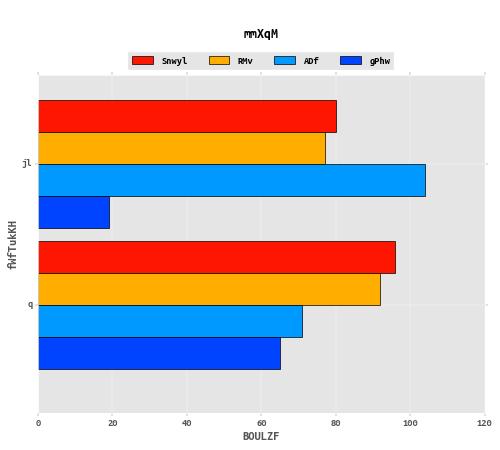 mmXqM
Snwyl RMv ADf gPhw
jl
q
fWfTukKH
0 20 40 60 80 100 120
BOULZF